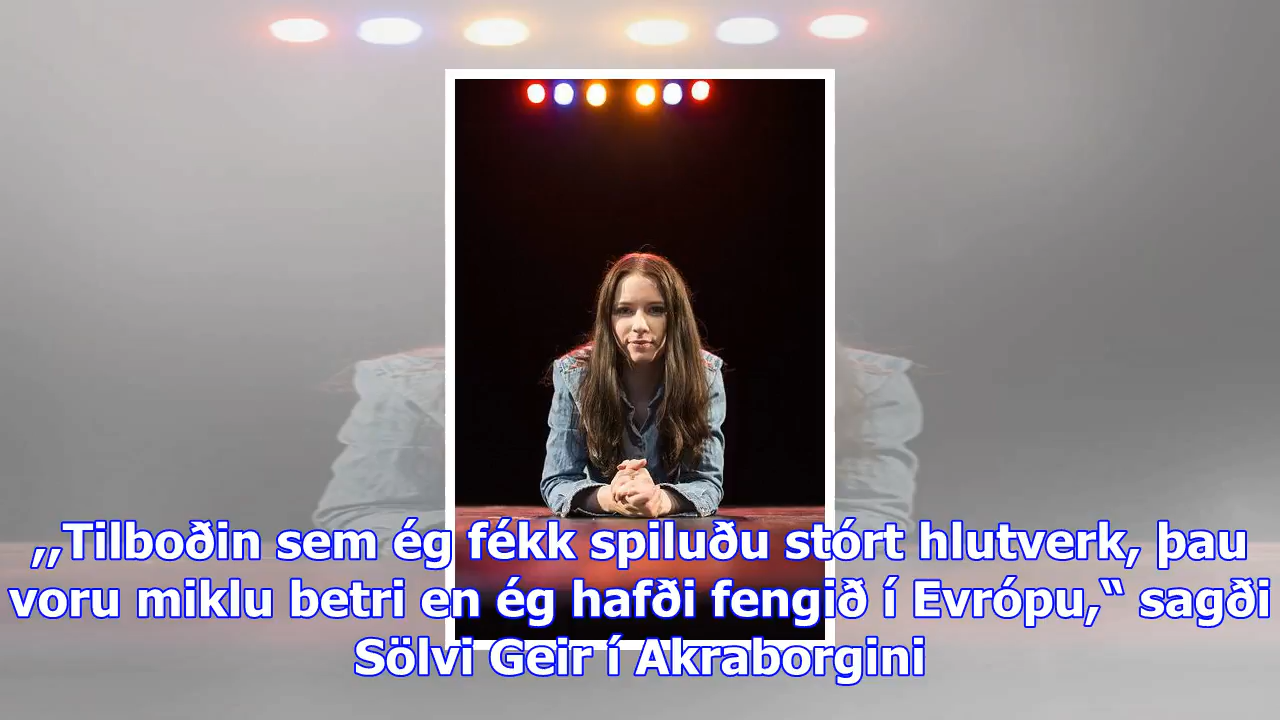 ,,Tilboðin sem ég fékk spiluðu stórt hlutverk, þau
voru miklu betri en ég hafði fengið í Evrópu,“ sagði
Sölvi Geir í Akraborgini